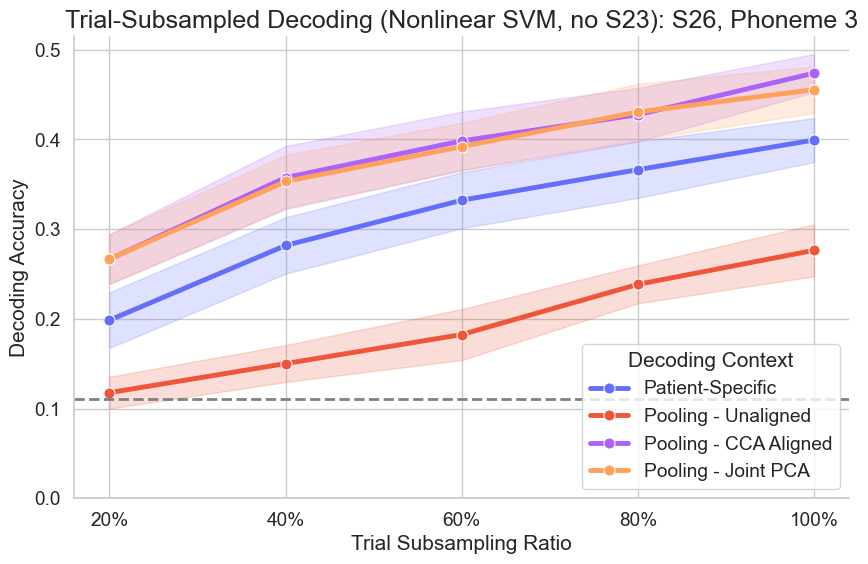 Trial-Subsampled Decoding (Nonlinear SVM, no S23): S26, Phoneme 3
0.5
0.4
0.3
0.2
0.1
0.0
Decoding Accuracy
20%
40%
60%
80%
100%
Trial Subsampling Ratio
Decoding Context
Patient-Specific
Pooling - Unaligned
Pooling - CCA Aligned
Pooling - Joint PCA